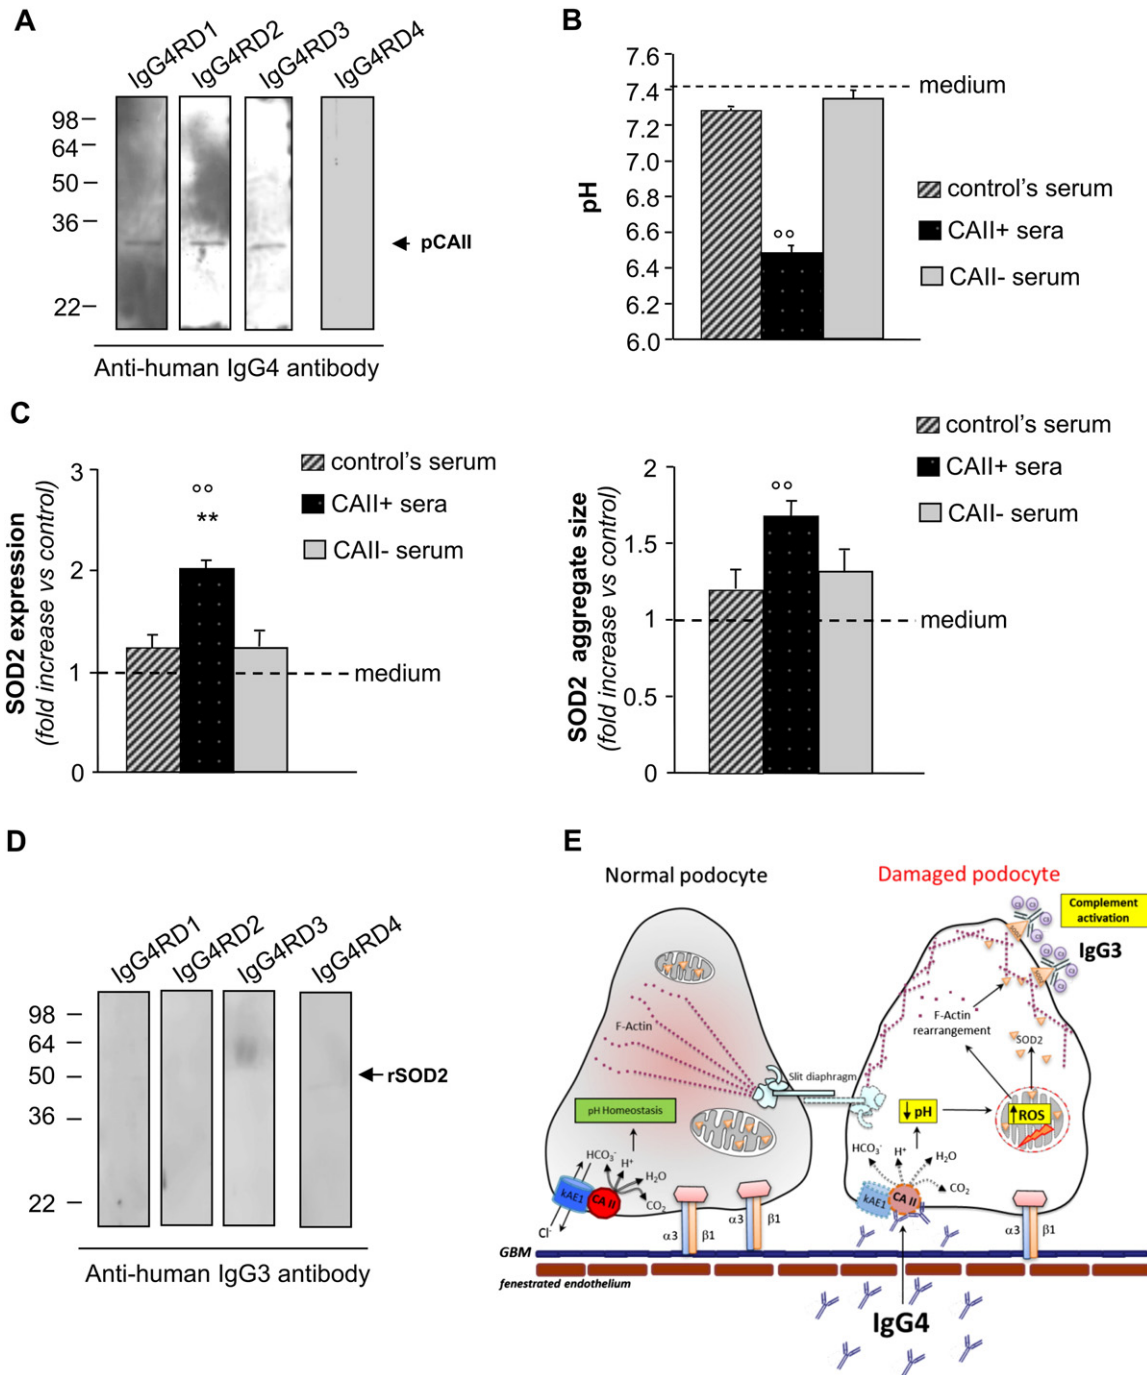 A
IgG4RD1
IgG4RD2
IgG4RD3
IgG4RD4
98
64
50
36
22
pCAII
Anti-human IgG4 antibody
B
7.6
7.4
7.2
7.0
6.8
6.6
6.4
6.2
6.0
pH
medium
°°
control's serum
CAII+ sera
CAII- serum
C
3
2
1
0
SOD2 expression
(fold increase vs control)
°°
**
medium
control's serum
CAII+ sera
CAII- serum
2
1.5
1
0.5
0
SOD2 aggregate size
(fold increase vs control)
°°
medium
control's serum
CAII+ sera
CAII- serum
D
IgG4RD1
IgG4RD2
IgG4RD3
IgG4RD4
98
64
50
36
22
rSOD2
Anti-human IgG3 antibody
E
Normal podocyte
Damaged podocyte
Complement
activation
IgG3
F-Actin
F-Actin
rearrangement
SOD2
Slit diaphragm
pH Homeostasis
↓ pH
↑ROS
HCO₃⁻
H⁺
H₂O
CO₂
kAE1
CA II
Cl⁻
HCO₃⁻
H⁺
H₂O
CO₂
kAE1
CA II
α3
β1
α3
β1
α3
β1
GBM
fenestrated endothelium
IgG4